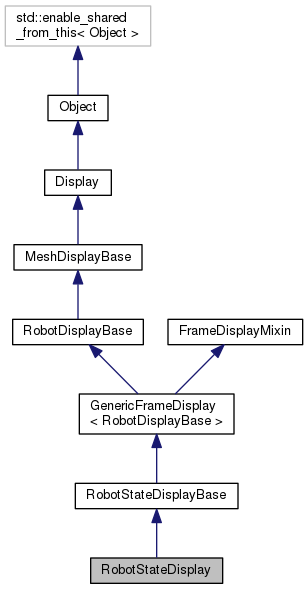 std::enable_shared
_from_this< Object >
Object
Display
MeshDisplayBase
RobotDisplayBase
FrameDisplayMixin
GenericFrameDisplay
< RobotDisplayBase >
RobotStateDisplayBase
RobotStateDisplay